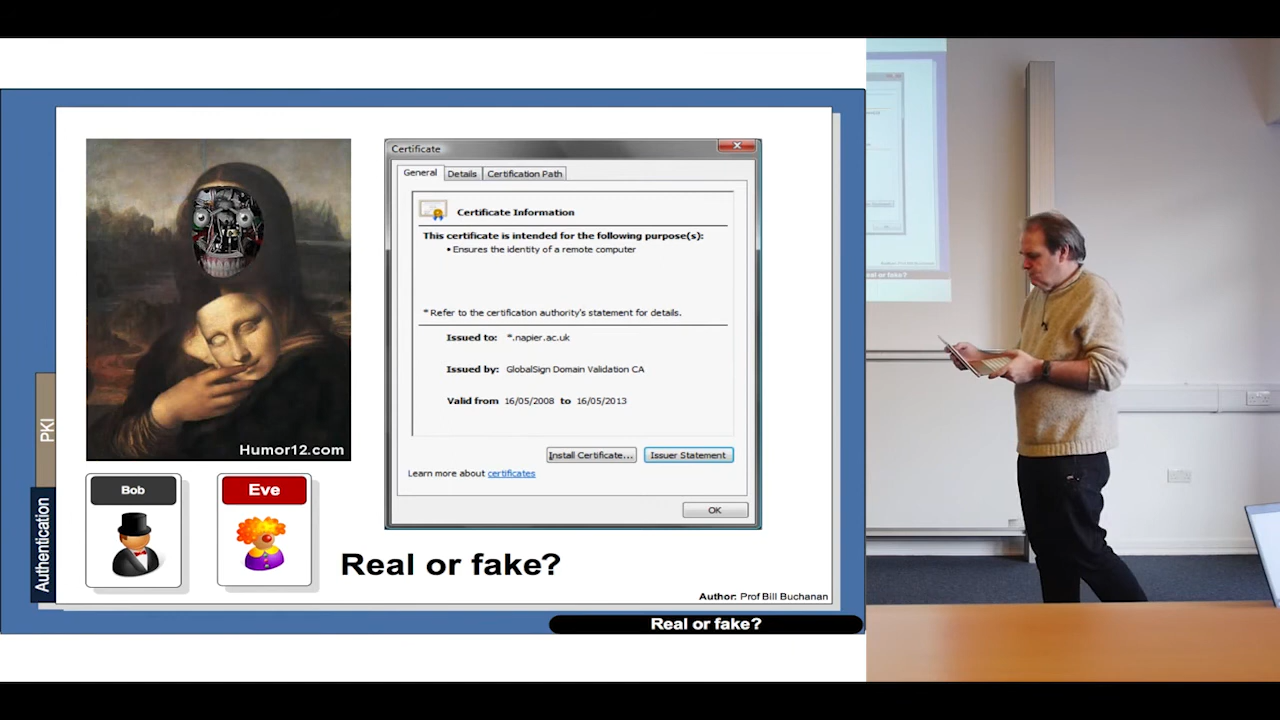 Certificate
General
Details
Certification Path
Certificate Information
This certificate is intended for the following purpose(s):
• Ensures the identity of a remote computer
* Refer to the certification authority's statement for details.
Issued to: *.napier.ac.uk
Issued by: GlobalSign Domain Validation CA
Valid from 16/05/2008 to 16/05/2013
Install Certificate...
Issuer Statement
Learn more about certificates
OK
Humor12.com
PKI
Authentication
Bob
Eve
Real or fake?
Author: Prof Bill Buchanan
Real or fake?
eal or fake?